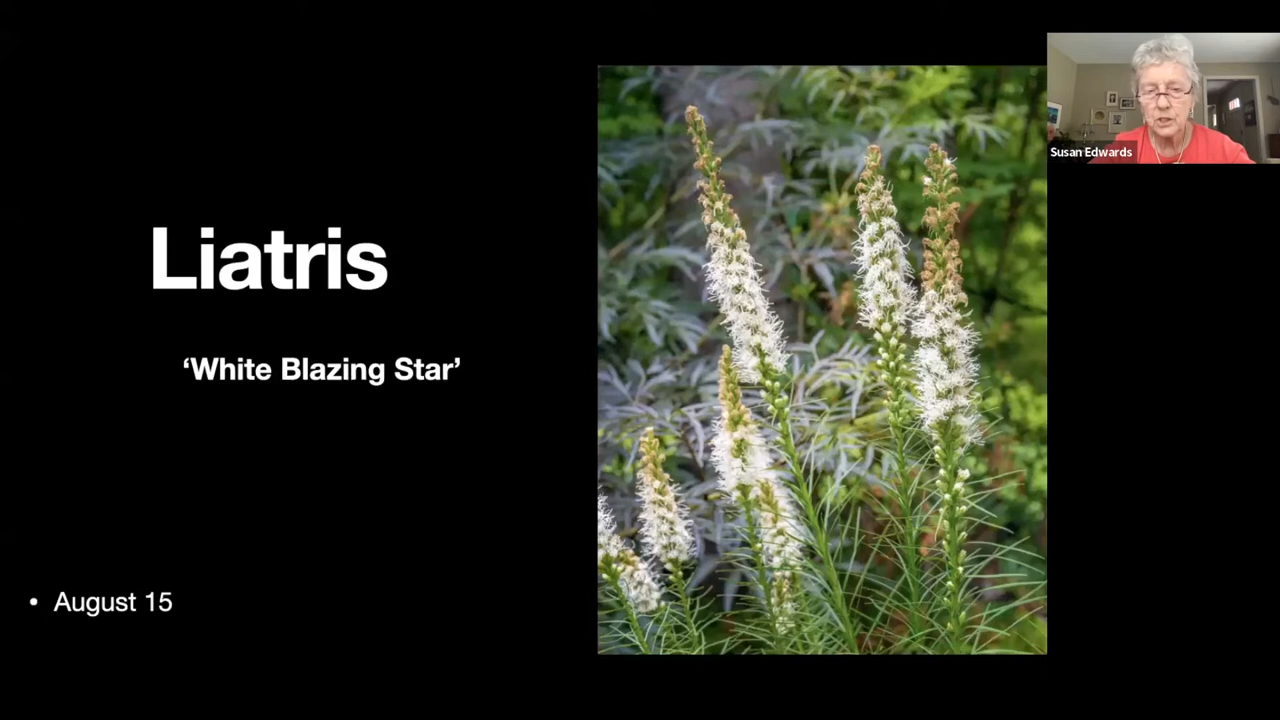 Liatris
‘White Blazing Star’
• August 15
Susan Edwards